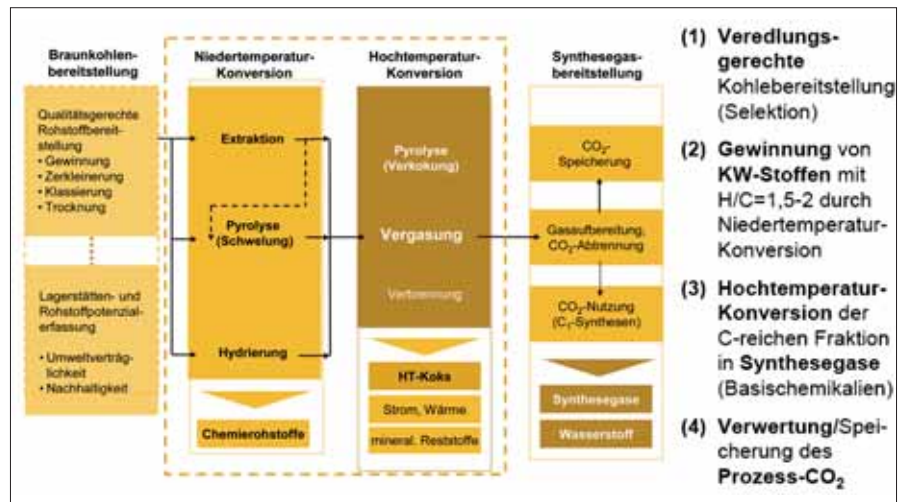 Braunkohlen-
bereitstellung
Qualitätsgerechte
Rohstoffbereit-
stellung
• Gewinnung
• Zerkleinerung
• Klassierung
• Trocknung
Lagerstätten- und
Rohstoffpotenzial-
erfassung
• Umweltverträg-
lichkeit
• Nachhaltigkeit
Niedertemperatur-
Konversion
Extraktion
Pyrolyse
(Schwelung)
Hydrierung
Chemierohstoffe
Hochtemperatur-
Konversion
Pyrolyse
(Verkokung)
Vergasung
Verbrennung
HT-Koks
Strom, Wärme
mineral. Reststoffe
Synthesegas-
bereitstellung
CO₂-
Speicherung
Gasaufbereitung,
CO₂-Abtrennung
CO₂-Nutzung
(C₁-Synthesen)
Synthesegase
Wasserstoff
(1) Veredlungs-
gerechte
Kohlebereitstellung
(Selektion)
(2) Gewinnung von
KW-Stoffen mit
H/C=1,5-2 durch
Niedertemperatur-
Konversion
(3) Hochtemperatur-
Konversion der
C-reichen Fraktion
in Synthesegase
(Basischemikalien)
(4) Verwertung/Spei-
cherung des
Prozess-CO₂